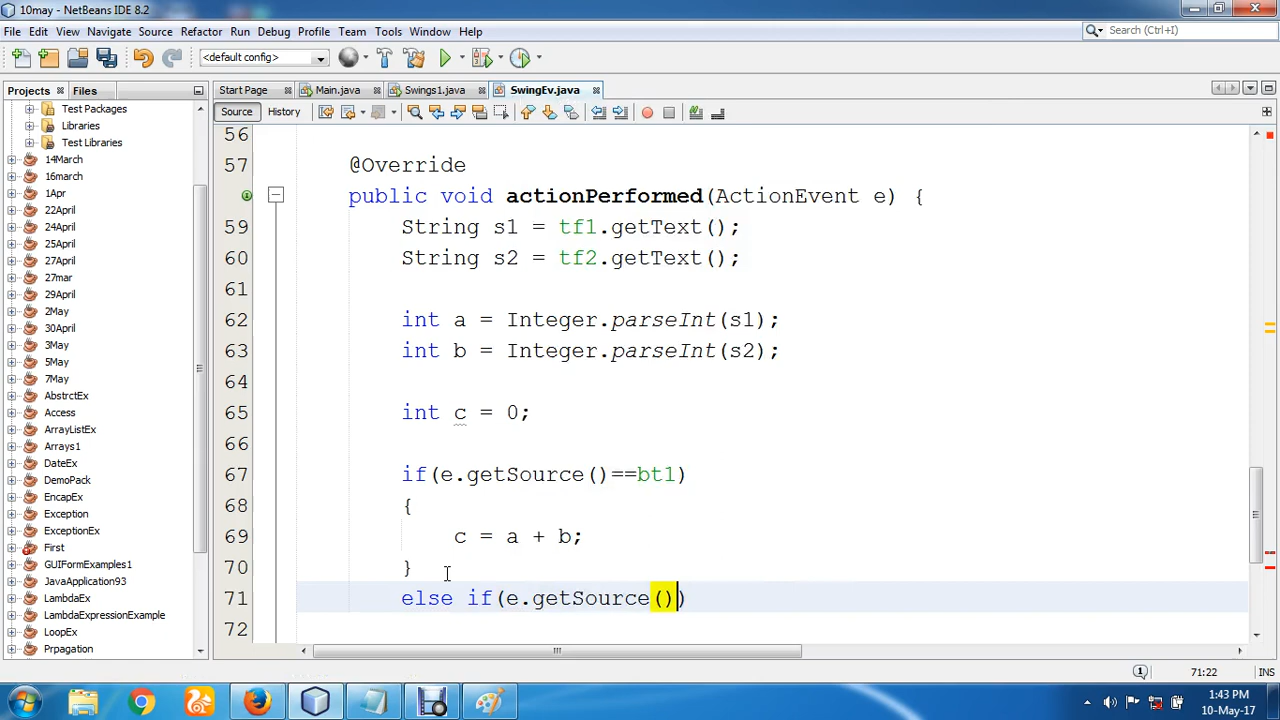 10may - NetBeans IDE 8.2
File Edit View Navigate Source Refactor Run Debug Profile Team Tools Window Help
Search (Ctrl+I)
<default config>
Projects Files
Start Page Main.java Swings1.java SwingEv.java
Source History
Test Packages
Libraries
Test Libraries
14March
16march
1Apr
22April
24April
25April
27April
27mar
29April
2May
30April
3May
5May
7May
AbstrctEx
Access
ArrayListEx
Arrays1
DateEx
DemoPack
EncapEx
Exception
ExceptionEx
First
GUIFormExamples1
JavaApplication93
LambdaEx
LambdaExpressionExample
LoopEx
Prpagation
56
57 @Override
public void actionPerformed(ActionEvent e) {
59 String s1 = tf1.getText();
60 String s2 = tf2.getText();
61
62 int a = Integer.parseInt(s1);
63 int b = Integer.parseInt(s2);
64
65 int c = 0;
66
67 if(e.getSource()==bt1)
68 {
69 c = a + b;
70 }
71 else if(e.getSource())
72
1
71:22 INS
1:43 PM
10-May-17